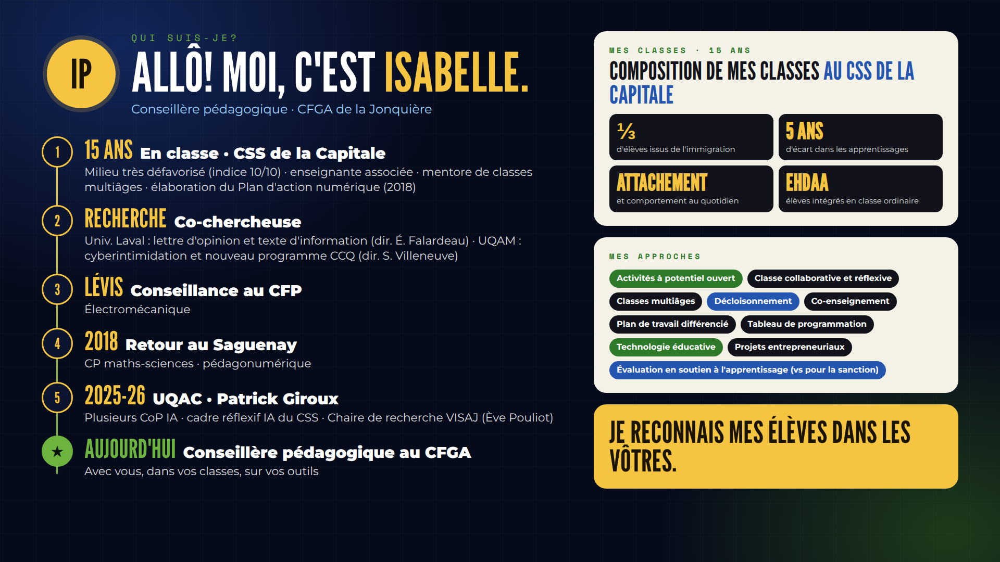 IP
QUI SUIS-JE?
ALLÔ! MOI, C'EST ISABELLE.
Conseillère pédagogique · CFGA de la Jonquière
1
15 ANS En classe • CSS de la Capitale
Milieu très défavorisé (indice 10/10) · enseignante associée · mentore de classes
multiâges · élaboration du Plan d'action numérique (2018)
2
RECHERCHE Co-chercheuse
Univ. Laval : lettre d'opinion et texte d'information (dir. É. Falardeau) · UQAM :
cyberintimidation et nouveau programme CCQ (dir. S. Villeneuve)
3
LÉVIS Conseillance au CFP
Électromécanique
4
2018 Retour au Saguenay
CP maths-sciences · pédagonumérique
5
2025-26 UQAC • Patrick Giroux
Plusieurs CoP IA · cadre réflexif IA du CSS · Chaire de recherche VISAJ (Ève Pouliot)
★
AUJOURD'HUI Conseillère pédagogique au CFGA
Avec vous, dans vos classes, sur vos outils
MES CLASSES · 15 ANS
COMPOSITION DE MES CLASSES AU CSS DE LA
CAPITALE
⅓
d'élèves issus de l'immigration
5 ANS
d'écart dans les apprentissages
ATTACHEMENT
et comportement au quotidien
EHDAA
élèves intégrés en classe ordinaire
MES APPROCHES
Activités à potentiel ouvert Classe collaborative et réflexive
Classes multiâges Décloisonnement Co-enseignement
Plan de travail différencié Tableau de programmation
Technologie éducative Projets entrepreneuriaux
Évaluation en soutien à l'apprentissage (vs pour la sanction)
JE RECONNAIS MES ÉLÈVES DANS LES
VÔTRES.